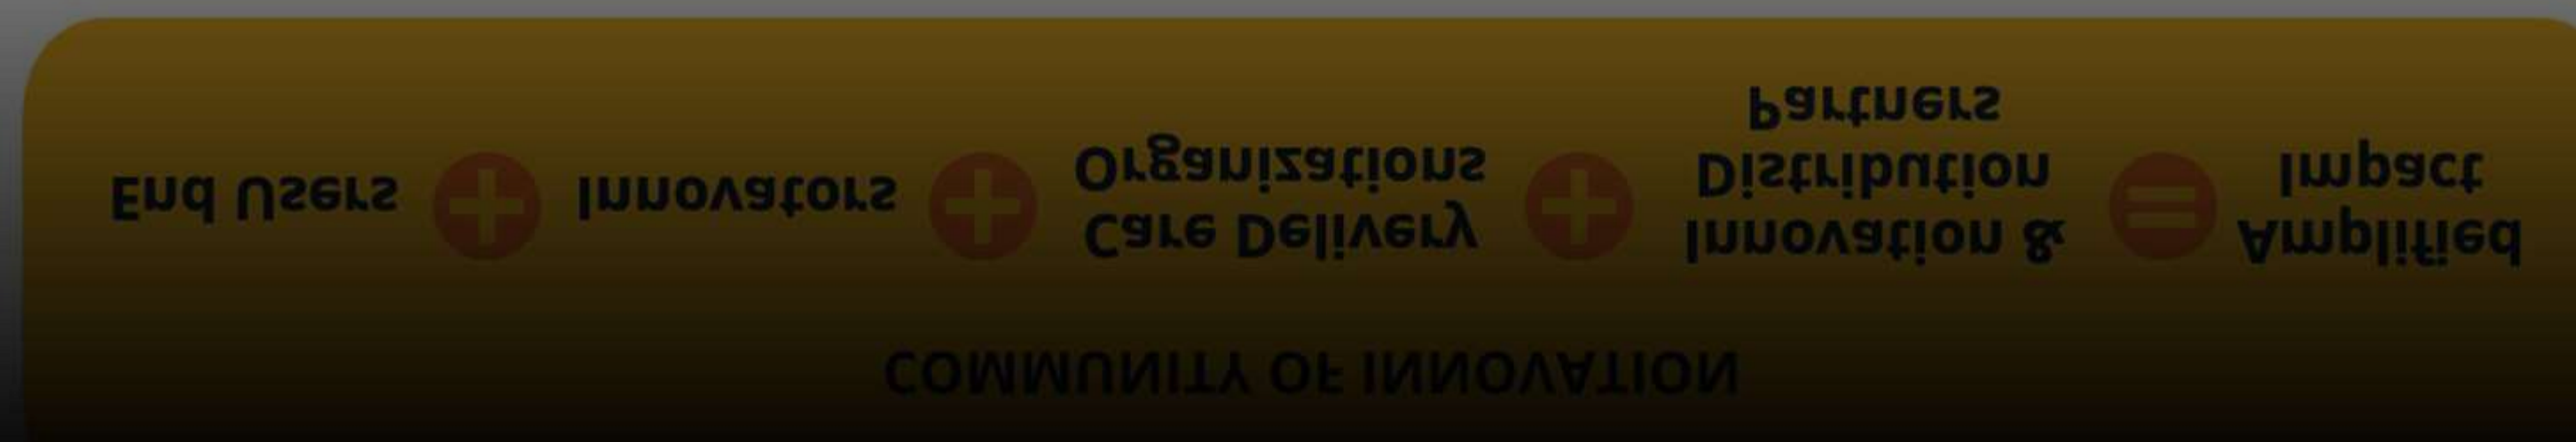 COMMUNITY OF INNOVATION
End Users + Innovators + Care Delivery
Organizations + Innovation &
Distribution
Partners = Amplified
Impact